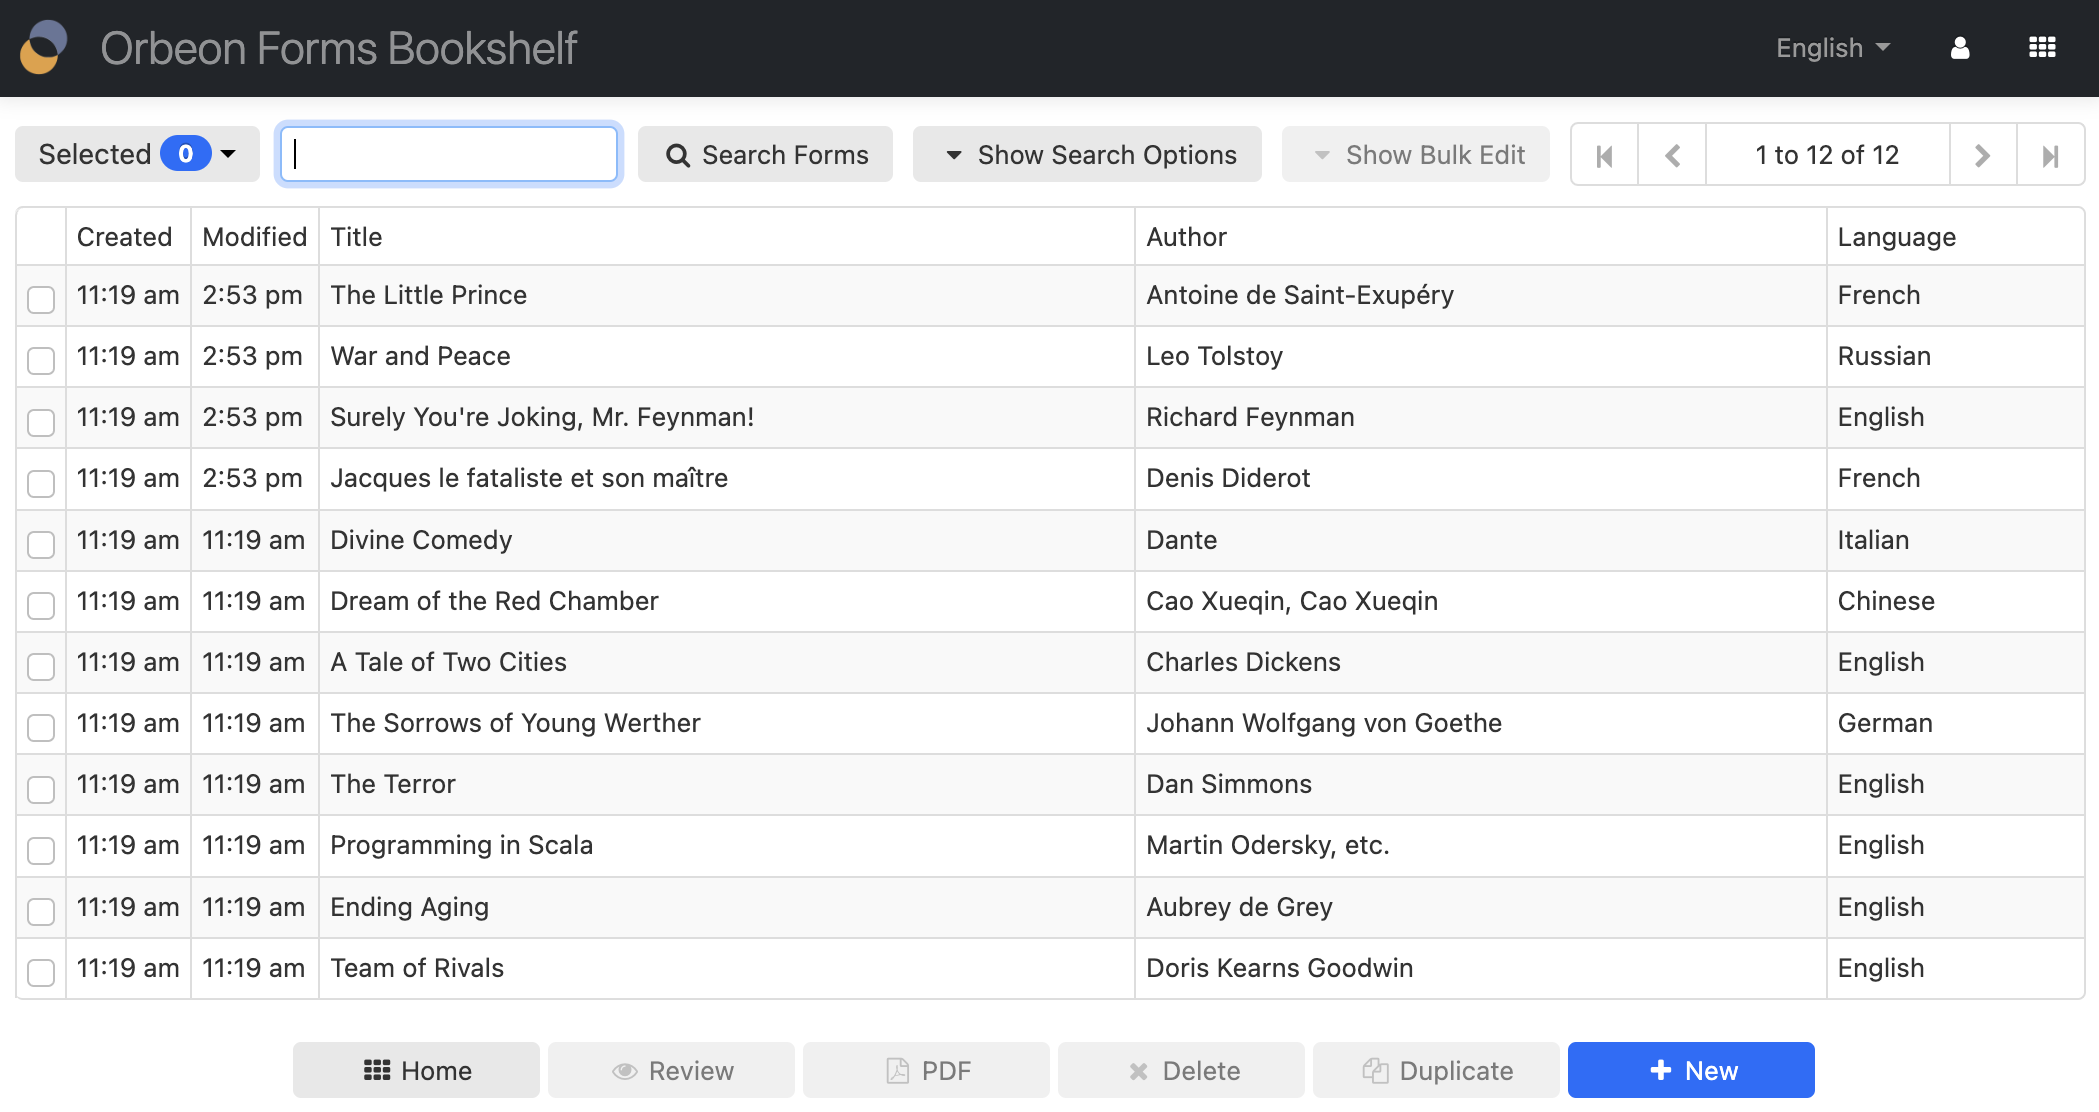 Orbeon Forms Bookshelf English
Selected 0 Search Forms Show Search Options Show Bulk Edit 1 to 12 of 12
Created Modified Title Author Language
11:19 am 2:53 pm The Little Prince Antoine de Saint-Exupéry French
11:19 am 2:53 pm War and Peace Leo Tolstoy Russian
11:19 am 2:53 pm Surely You're Joking, Mr. Feynman! Richard Feynman English
11:19 am 2:53 pm Jacques le fataliste et son maître Denis Diderot French
11:19 am 11:19 am Divine Comedy Dante Italian
11:19 am 11:19 am Dream of the Red Chamber Cao Xueqin, Cao Xueqin Chinese
11:19 am 11:19 am A Tale of Two Cities Charles Dickens English
11:19 am 11:19 am The Sorrows of Young Werther Johann Wolfgang von Goethe German
11:19 am 11:19 am The Terror Dan Simmons English
11:19 am 11:19 am Programming in Scala Martin Odersky, etc. English
11:19 am 11:19 am Ending Aging Aubrey de Grey English
11:19 am 11:19 am Team of Rivals Doris Kearns Goodwin English
Home Review PDF Delete Duplicate New